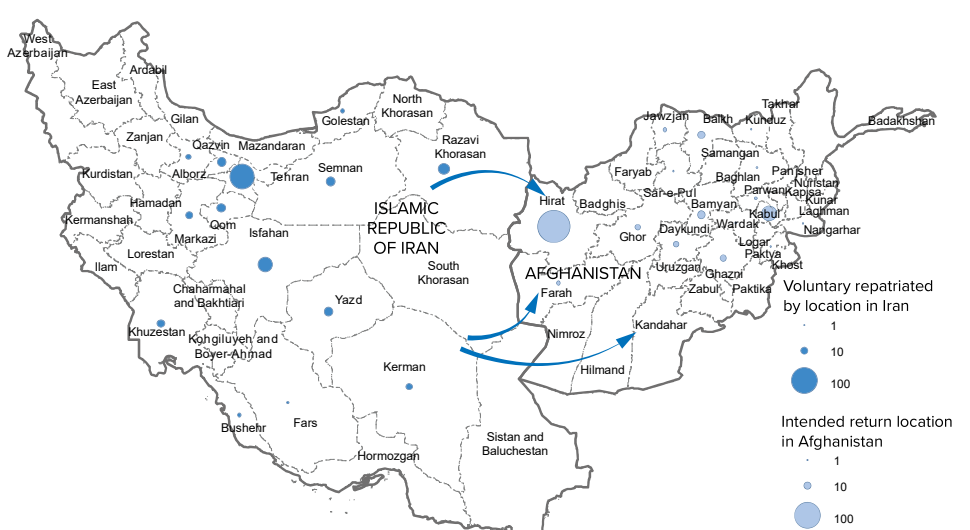 West
Azerbaijan
East
Azerbaijan
Ardabil
Gilan
Zanjan
Qazvin
Mazandaran
Golestan
North
Khorasan
Razavi
Khorasan
Kurdistan
Alborz
Tehran
Semnan
Hamadan
Kermanshah
Qom
Markazi
Isfahan
ISLAMIC
REPUBLIC
OF IRAN
Lorestan
Ilam
South
Khorasan
Chaharmahal
and Bakhtiari
Yazd
Khuzestan
Kohgiluyeh and
Boyer-Ahmad
Kerman
Bushehr
Fars
Hormozgan
Sistan and
Baluchestan
Jawzjan
Balkh
Kunduz
Takhar
Badakhshan
Samangan
Faryab
Baghlan
Panjsher
Nuristan
Sar-e-Pul
Parwan
Kapisa
Kunar
Laghman
Hirat
Badghis
Bamyan
Kabul
Wardak
Nangarhar
Ghor
Daykundi
Logar
Paktya
Khost
AFGHANISTAN
Uruzgan
Ghazni
Farah
Zabul
Paktika
Nimroz
Kandahar
Hilmand
Voluntary repatriated
by location in Iran
1
10
100
Intended return location
in Afghanistan
1
10
100